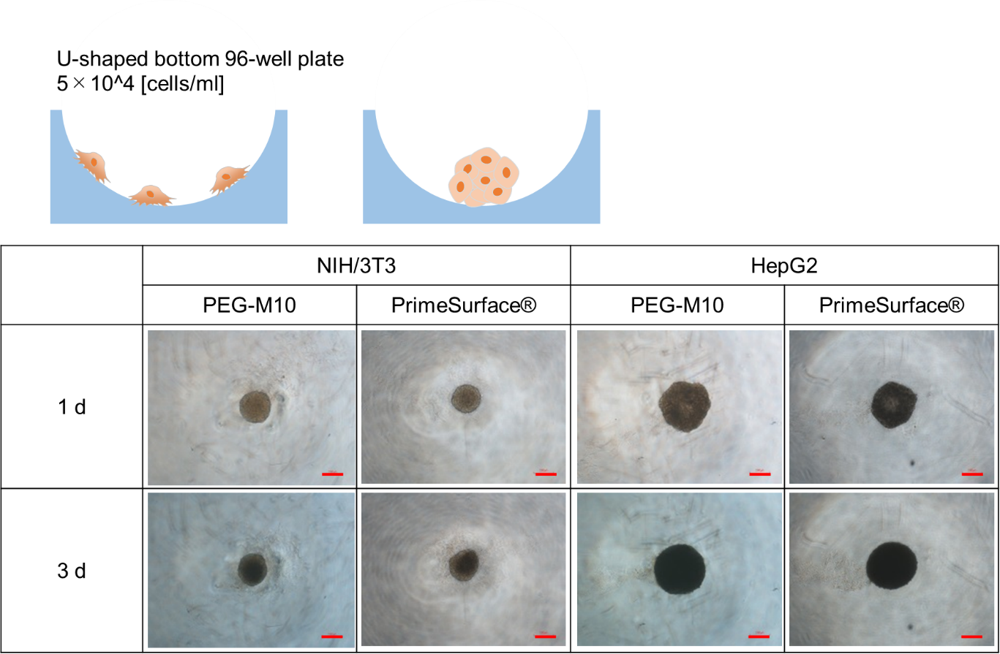 U-shaped bottom 96-well plate
5×10^4 [cells/ml]
NIH/3T3 HepG2
PEG-M10 PrimeSurface® PEG-M10 PrimeSurface®
1 d
3 d